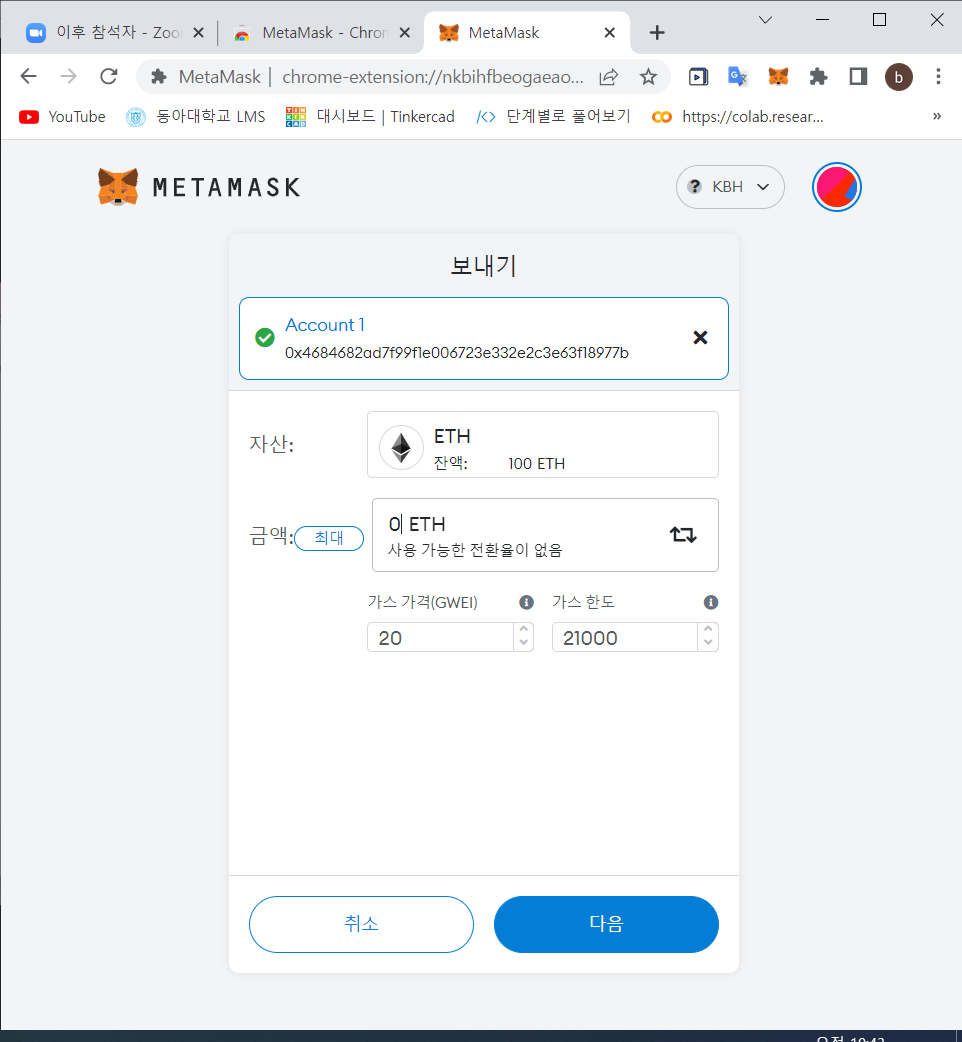 이후 참석자 - Zoo
MetaMask - Chron
MetaMask
MetaMask | chrome-extension://nkbihfbeogaeao...
b
YouTube
동아대학교 LMS
대시보드 | Tinkercad
단계별로 풀어보기
https://colab.resear...
METAMASK
KBH
보내기
Account 1
0x4684682ad7f99f1e006723e332e2c3e63f18977b
자산:
ETH
잔액: 100 ETH
금액:
최대
0 ETH
사용 가능한 전환율이 없음
가스 가격(GWEI)
가스 한도
20
21000
취소
다음